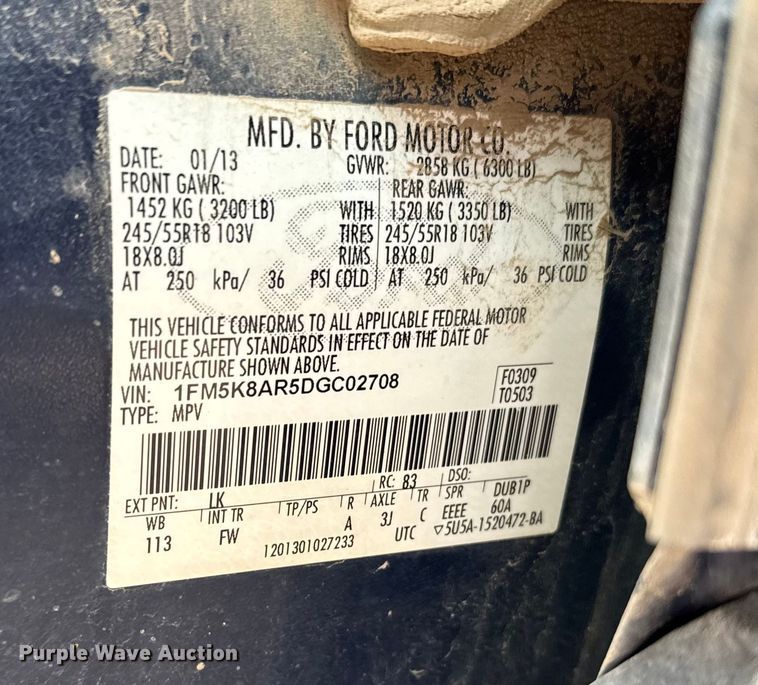 MFD. BY FORD MOTOR CO.
DATE: 01/13 GVWR: 2858 KG ( 6300 LB)
FRONT GAWR: REAR GAWR:
1452 KG ( 3200 LB) WITH 1520 KG ( 3350 LB) WITH
245/55R18 103V TIRES 245/55R18 103V TIRES
18X8.0J RIMS 18X8.0J RIMS
AT 250 kPa/ 36 PSI COLD AT 250 kPa/ 36 PSI COLD
THIS VEHICLE CONFORMS TO ALL APPLICABLE FEDERAL MOTOR
VEHICLE SAFETY STANDARDS IN EFFECT ON THE DATE OF
MANUFACTURE SHOWN ABOVE.
VIN: 1FM5K8AR5DGC02708 F0309
TYPE: MPV T0503
EXT PNT: LK RC: 83 DSO:
WB INT TR TP/PS R AXLE TR SPR DUB1P
113 FW A 3J C EEEE 60A
1201301027233 UTC ▽5U5A-1520472-BA
Purple Wave Auction